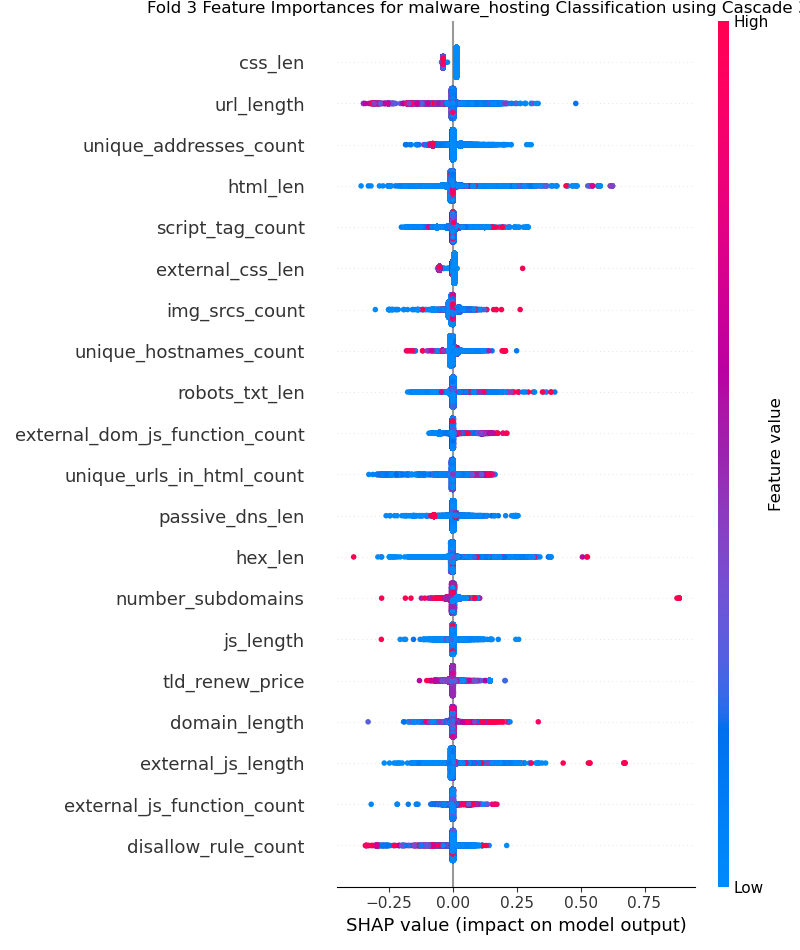 Fold 3 Feature Importances for malware_hosting Classification using Cascade
High
css_len
url_length
unique_addresses_count
html_len
script_tag_count
external_css_len
img_srcs_count
unique_hostnames_count
robots_txt_len
external_dom_js_function_count
unique_urls_in_html_count
passive_dns_len
hex_len
number_subdomains
js_length
tld_renew_price
domain_length
external_js_length
external_js_function_count
disallow_rule_count
Feature value
Low
−0.25 0.00 0.25 0.50 0.75
SHAP value (impact on model output)